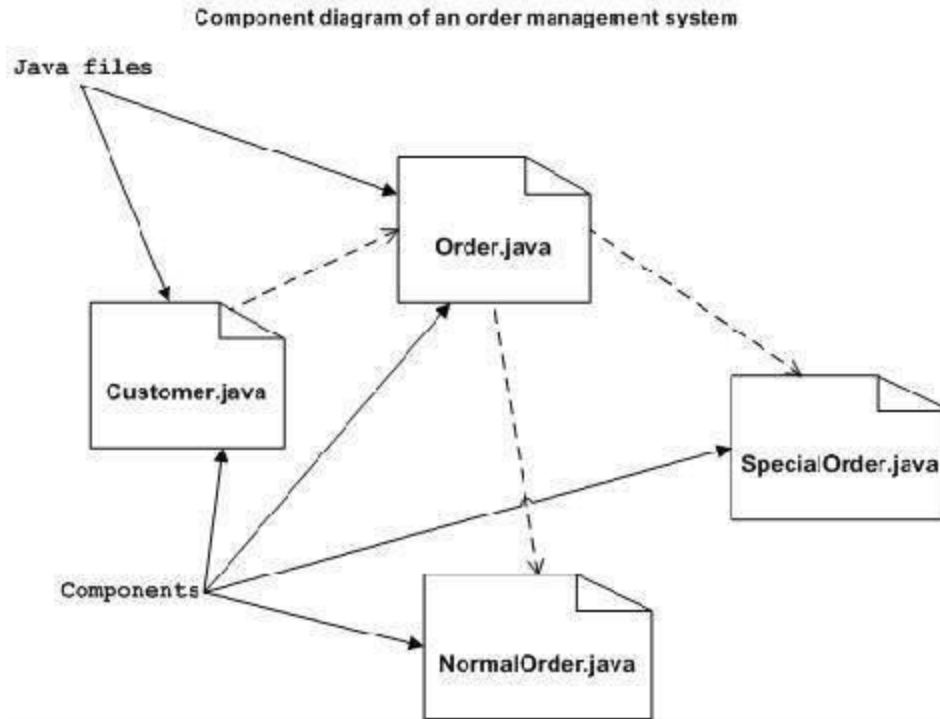 Component diagram of an order management system
Java files
Order.java
Customer.java
SpecialOrder.java
Components
NormalOrder.java